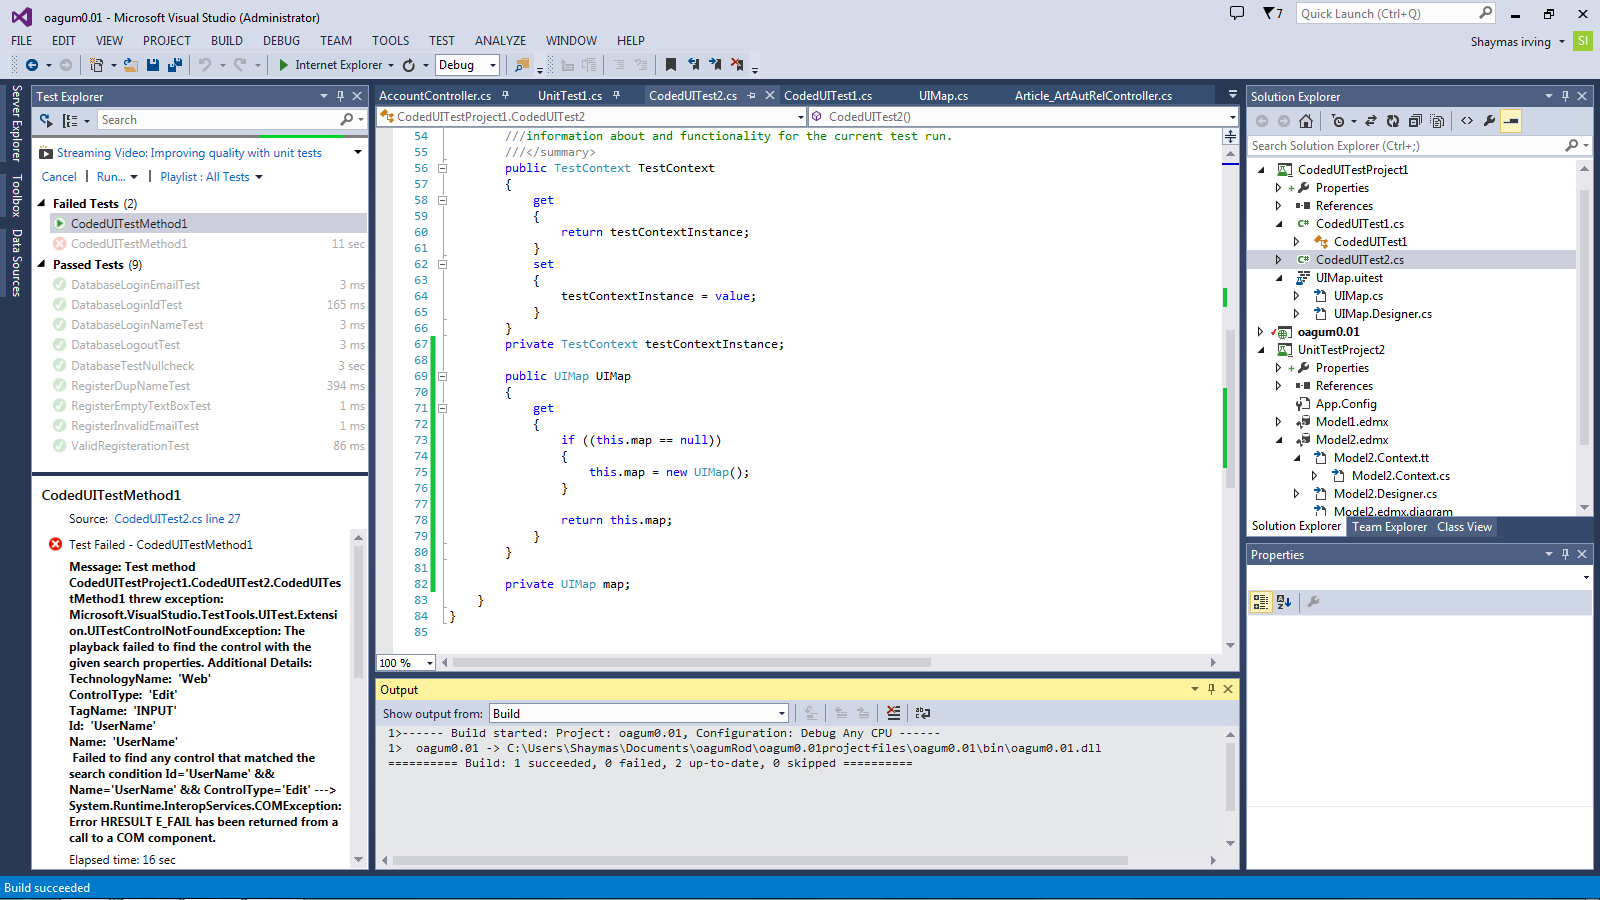 oagum0.01 - Microsoft Visual Studio (Administrator)
7
Quick Launch (Ctrl+Q)
FILE EDIT VIEW PROJECT BUILD DEBUG TEAM TOOLS TEST ANALYZE WINDOW HELP
Shaymas irving
SI
Internet Explorer
Debug
Server Explorer
Toolbox
Data Sources
Test Explorer
Search
Streaming Video: Improving quality with unit tests
Cancel | Run... | Playlist : All Tests
Failed Tests (2)
CodedUITestMethod1
CodedUITestMethod1 11 sec
Passed Tests (9)
DatabaseLoginEmailTest 3 ms
DatabaseLoginIdTest 165 ms
DatabaseLoginNameTest 3 ms
DatabaseLogoutTest 3 ms
DatabaseTestNullcheck 3 sec
RegisterDupNameTest 394 ms
RegisterEmptyTextBoxTest 1 ms
RegisterInvalidEmailTest 1 ms
ValidRegisterationTest 86 ms
CodedUITestMethod1
Source: CodedUITest2.cs line 27
Test Failed - CodedUITestMethod1
Message: Test method
CodedUITestProject1.CodedUITest2.CodedUITes
tMethod1 threw exception:
Microsoft.VisualStudio.TestTools.UITest.Extensi
on.UITestControlNotFoundException: The
playback failed to find the control with the
given search properties. Additional Details:
TechnologyName: 'Web'
ControlType: 'Edit'
TagName: 'INPUT'
Id: 'UserName'
Name: 'UserName'
Failed to find any control that matched the
search condition Id='UserName' &&
Name='UserName' && ControlType='Edit' --->
System.Runtime.InteropServices.COMException:
Error HRESULT E_FAIL has been returned from a
call to a COM component.
Elapsed time: 16 sec
AccountController.cs UnitTest1.cs CodedUITest2.cs CodedUITest1.cs UIMap.cs Article_ArtAutRelController.cs
CodedUITestProject1.CodedUITest2 CodedUITest2()
54 ///information about and functionality for the current test run.
55 ///</summary>
56 public TestContext TestContext
57 {
58 get
59 {
60 return testContextInstance;
61 }
62 set
63 {
64 testContextInstance = value;
65 }
66 }
67 private TestContext testContextInstance;
68
69 public UIMap UIMap
70 {
71 get
72 {
73 if ((this.map == null))
74 {
75 this.map = new UIMap();
76 }
77
78 return this.map;
79 }
80 }
81
82 private UIMap map;
83 }
84 }
85
100 %
Output
Show output from: Build
1>------ Build started: Project: oagum0.01, Configuration: Debug Any CPU ------
1> oagum0.01 -> C:\Users\Shaymas\Documents\oagumRod\oagum0.01projectfiles\oagum0.01\bin\oagum0.01.dll
========== Build: 1 succeeded, 0 failed, 2 up-to-date, 0 skipped ==========
Solution Explorer
Search Solution Explorer (Ctrl+;)
CodedUITestProject1
Properties
References
CodedUITest1.cs
CodedUITest1
CodedUITest2.cs
UIMap.uitest
UIMap.cs
UIMap.Designer.cs
oagum0.01
UnitTestProject2
Properties
References
App.Config
Model1.edmx
Model2.edmx
Model2.Context.tt
Model2.Context.cs
Model2.Designer.cs
Model2.edmx.diagram
Solution Explorer Team Explorer Class View
Properties
Build succeeded